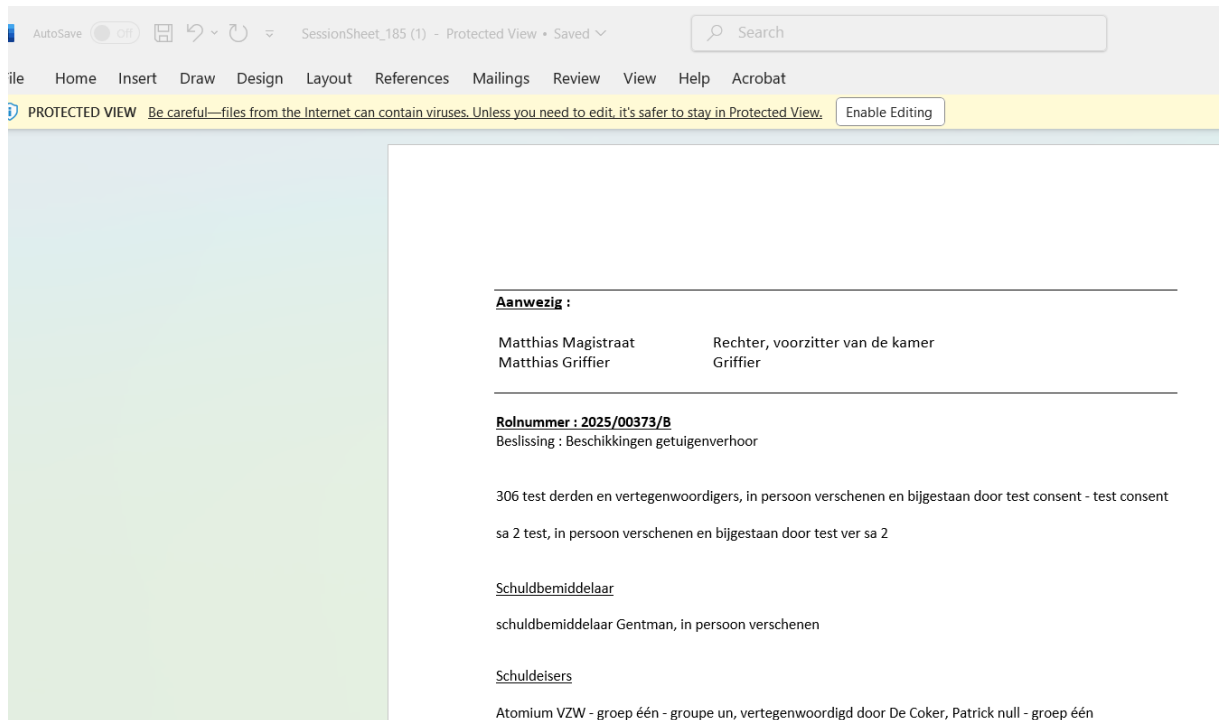 AutoSave Off SessionSheet_185 (1) - Protected View • Saved Search
ile Home Insert Draw Design Layout References Mailings Review View Help Acrobat
PROTECTED VIEW Be careful—files from the Internet can contain viruses. Unless you need to edit, it's safer to stay in Protected View. Enable Editing
Aanwezig :
Matthias Magistraat Rechter, voorzitter van de kamer
Matthias Griffier Griffier
Rolnummer : 2025/00373/B
Beslissing : Beschikkingen getuigenverhoor
306 test derden en vertegenwoordigers, in persoon verschenen en bijgestaan door test consent - test consent
sa 2 test, in persoon verschenen en bijgestaan door test ver sa 2
Schuldbemiddelaar
schuldbemiddelaar Gentman, in persoon verschenen
Schuldeisers
Atomium VZW - groep één - groupe un, vertegenwoordigd door De Coker, Patrick null - groep één